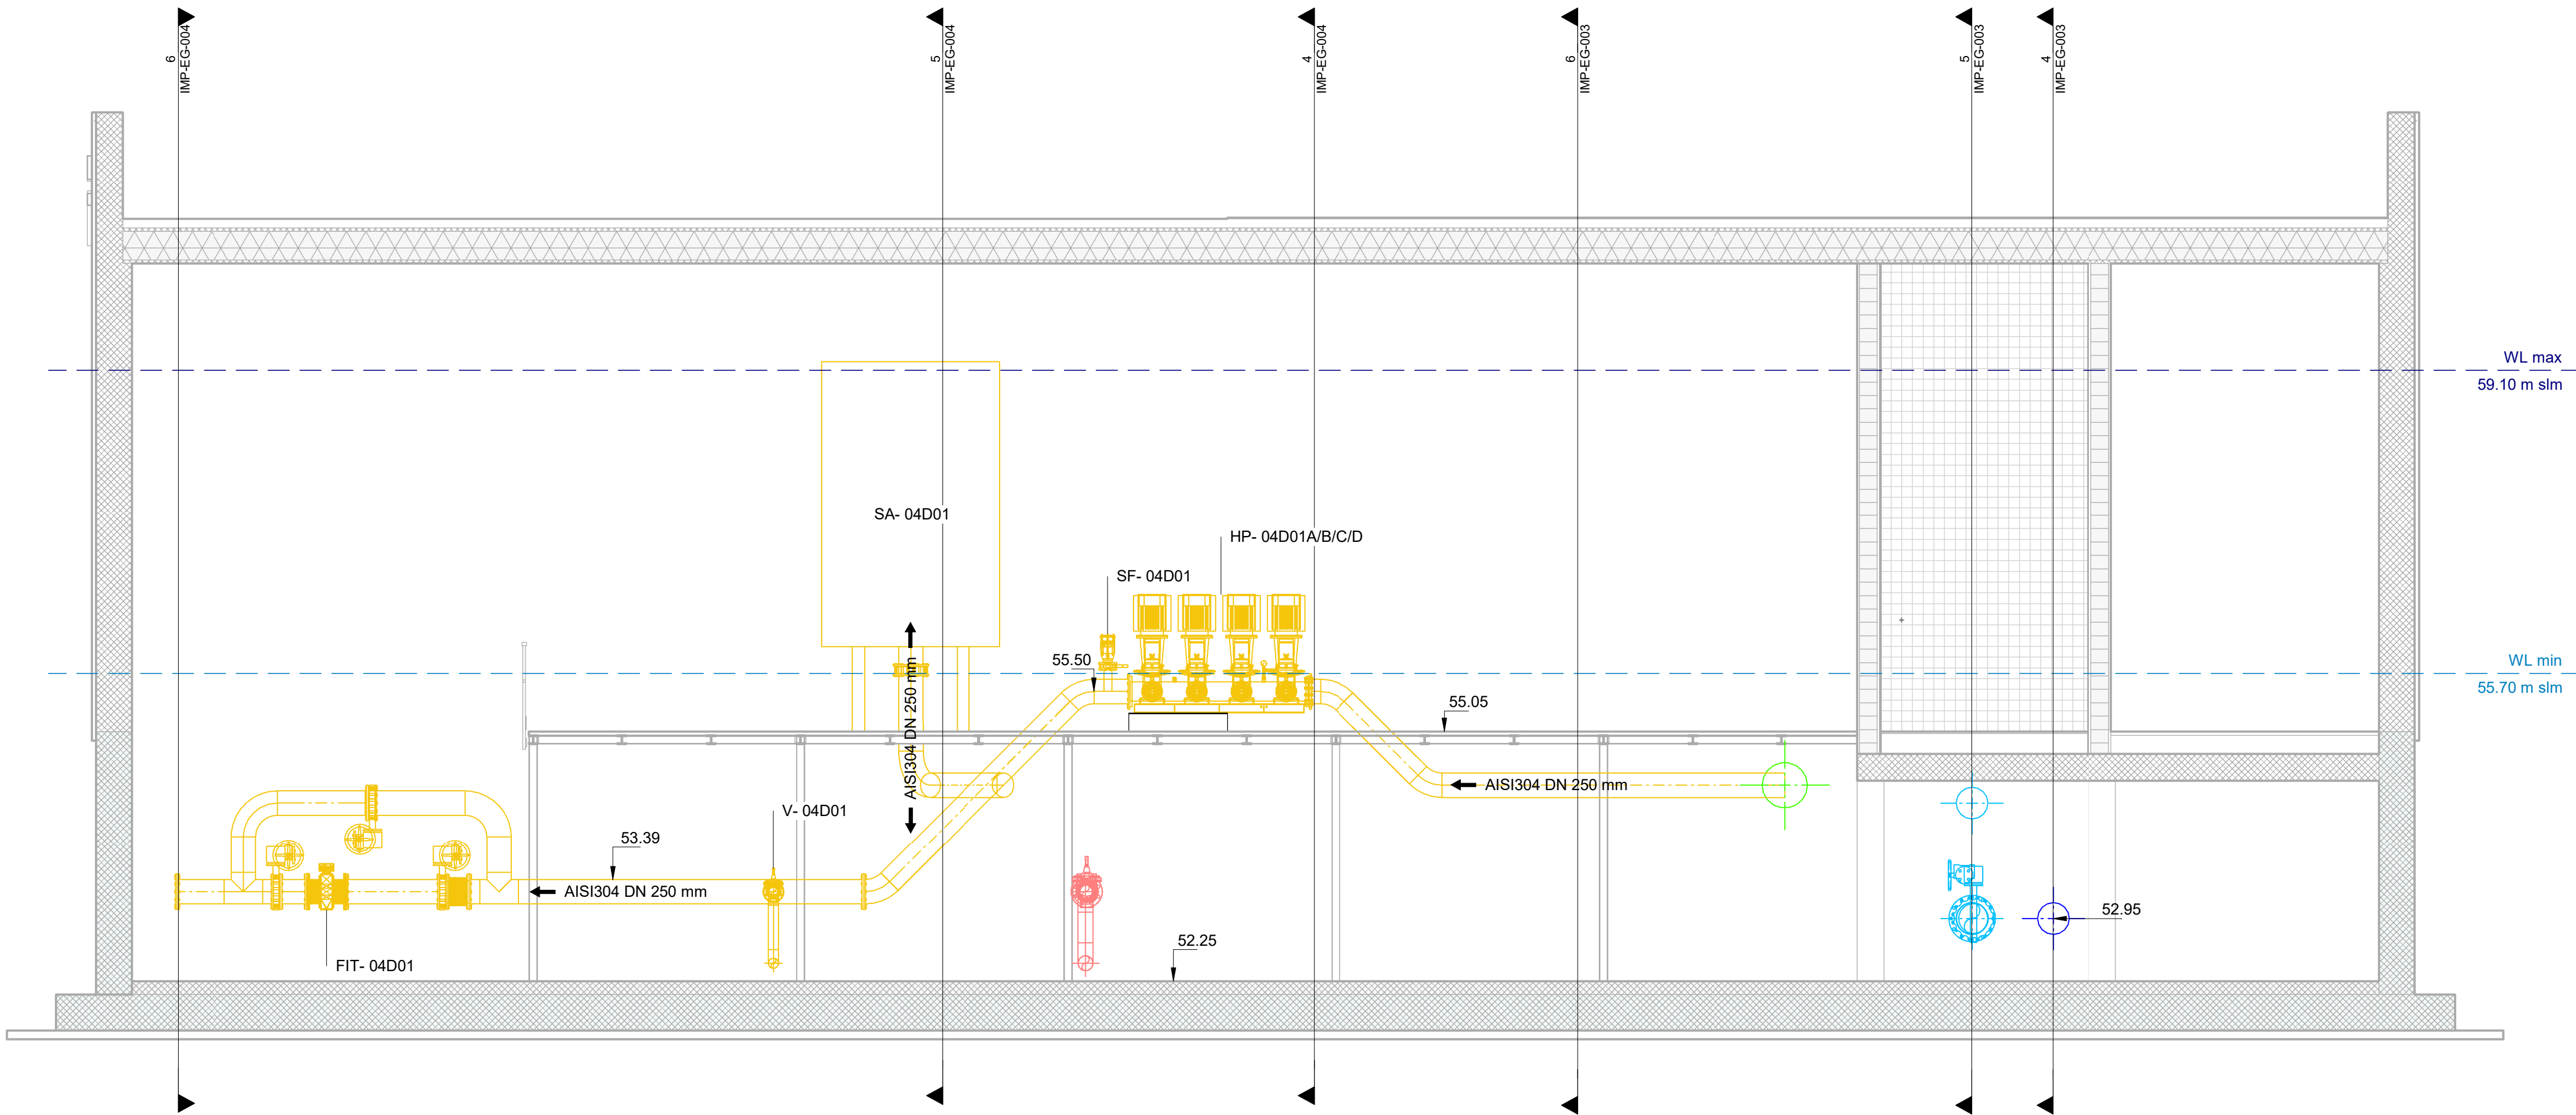 6
IMP-EG-004
5
IMP-EG-004
4
IMP-EG-004
6
IMP-EG-003
5
IMP-EG-003
4
IMP-EG-003
WL max
59.10 m slm
SA- 04D01
HP- 04D01A/B/C/D
SF- 04D01
55.50
WL min
55.70 m slm
55.05
AISI304 DN 250 mm
AISI304 DN 250 mm
V- 04D01
53.39
AISI304 DN 250 mm
52.95
52.25
FIT- 04D01